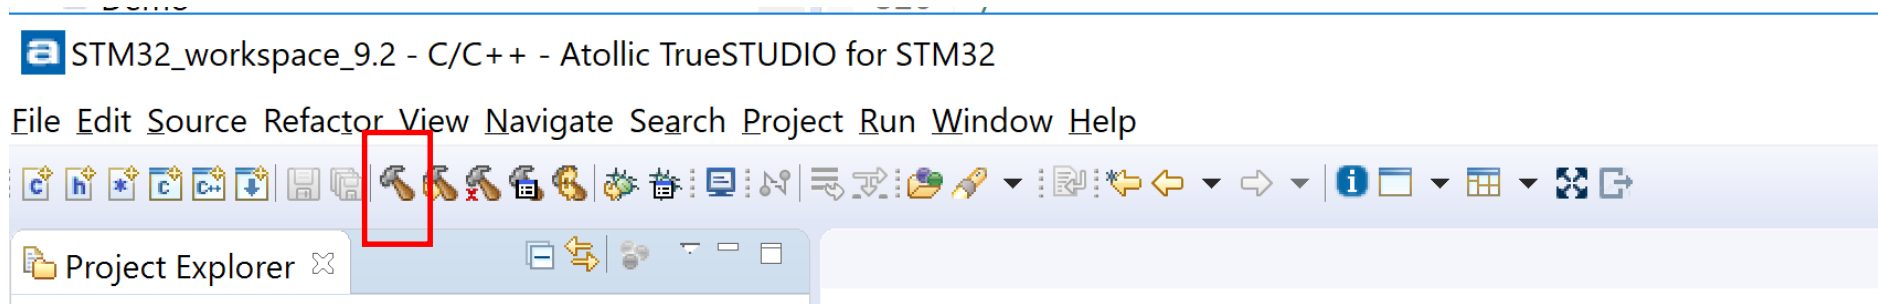 STM32_workspace_9.2 - C/C++ - Atollic TrueSTUDIO for STM32
File Edit Source Refactor View Navigate Search Project Run Window Help
Project Explorer